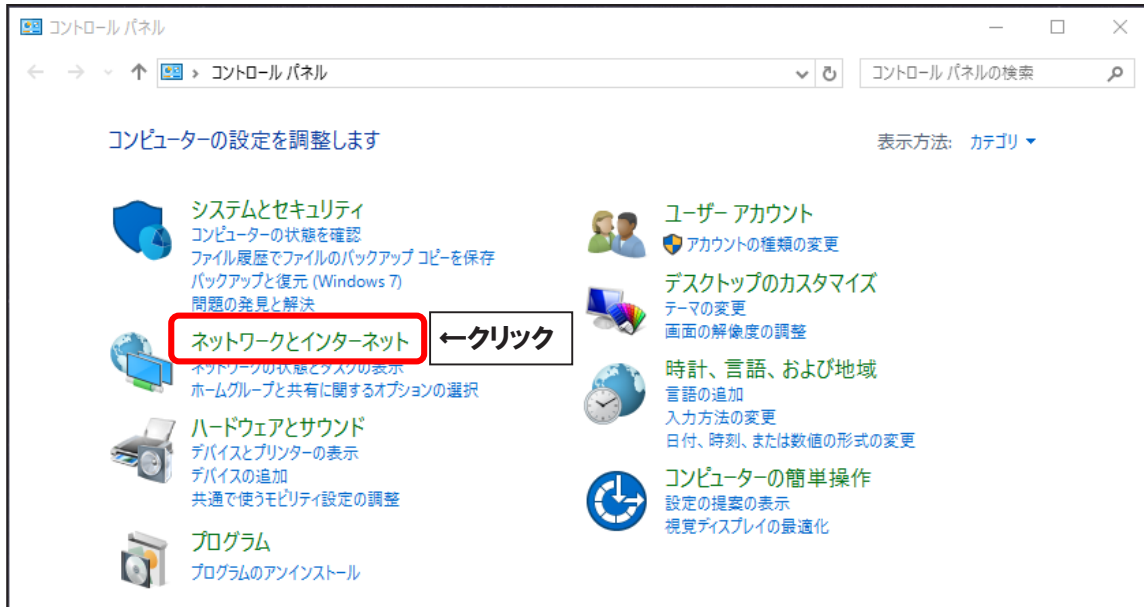 コントロール パネル
コントロール パネル
コントロール パネルの検索
コンピューターの設定を調整します
表示方法: カテゴリ
システムとセキュリティ
コンピューターの状態を確認
ファイル履歴でファイルのバックアップ コピーを保存
バックアップと復元 (Windows 7)
問題の発見と解決
ネットワークとインターネット
←クリック
ネットワークの状態とタスクの表示
ホームグループと共有に関するオプションの選択
ハードウェアとサウンド
デバイスとプリンターの表示
デバイスの追加
共通で使うモビリティ設定の調整
プログラム
プログラムのアンインストール
ユーザー アカウント
アカウントの種類の変更
デスクトップのカスタマイズ
テーマの変更
画面の解像度の調整
時計、言語、および地域
言語の追加
入力方法の変更
日付、時刻、または数値の形式の変更
コンピューターの簡単操作
設定の提案の表示
視覚ディスプレイの最適化